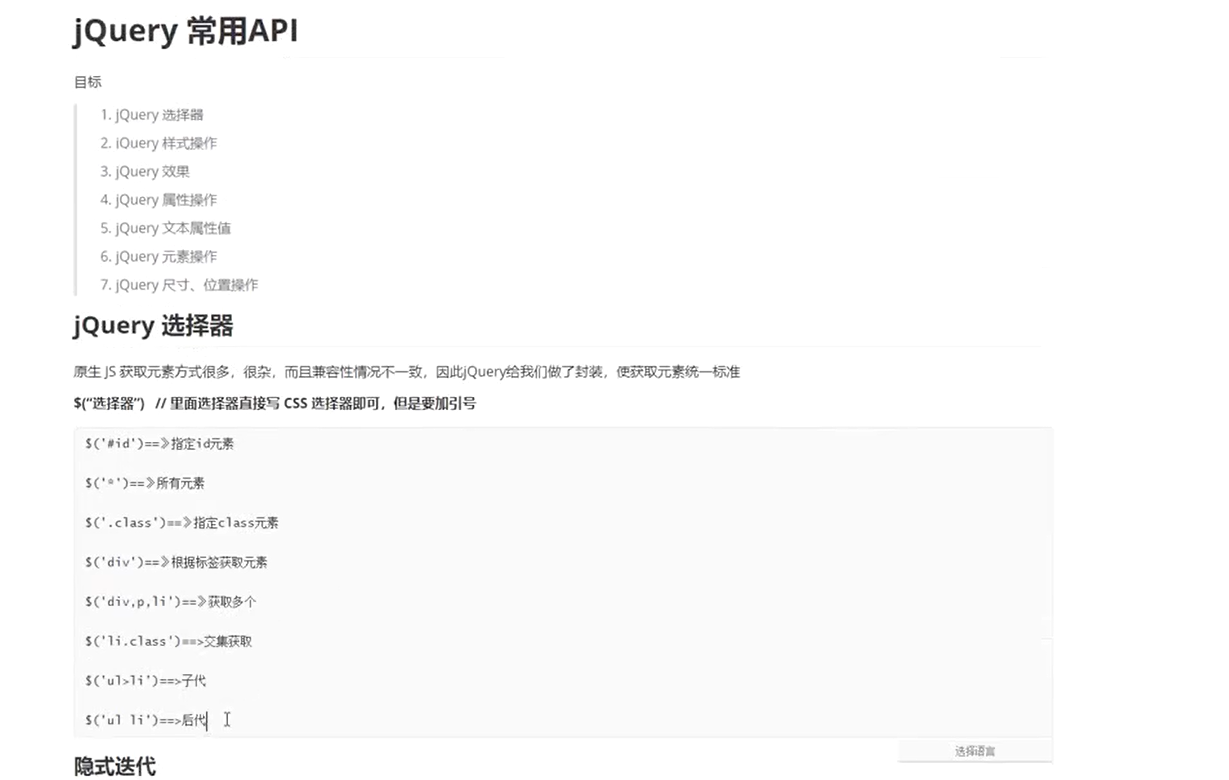 jQuery 常用API
目标
1. jQuery 选择器
2. jQuery 样式操作
3. jQuery 效果
4. jQuery 属性操作
5. jQuery 文本属性值
6. jQuery 元素操作
7. jQuery 尺寸、位置操作
jQuery 选择器
原生 JS 获取元素方式很多，很杂，而且兼容性情况不一致，因此jQuery给我们做了封装，使获取元素统一标准
$(“选择器”) // 里面选择器直接写 CSS 选择器即可，但是要加引号
$('#id')==》指定id元素
$('*')==》所有元素
$('.class')==》指定class元素
$('div')==》根据标签获取元素
$('div,p,li')==》获取多个
$('li.class')==>交集获取
$('ul>li')==>子代
$('ul li')==>后代
选择语言
隐式迭代